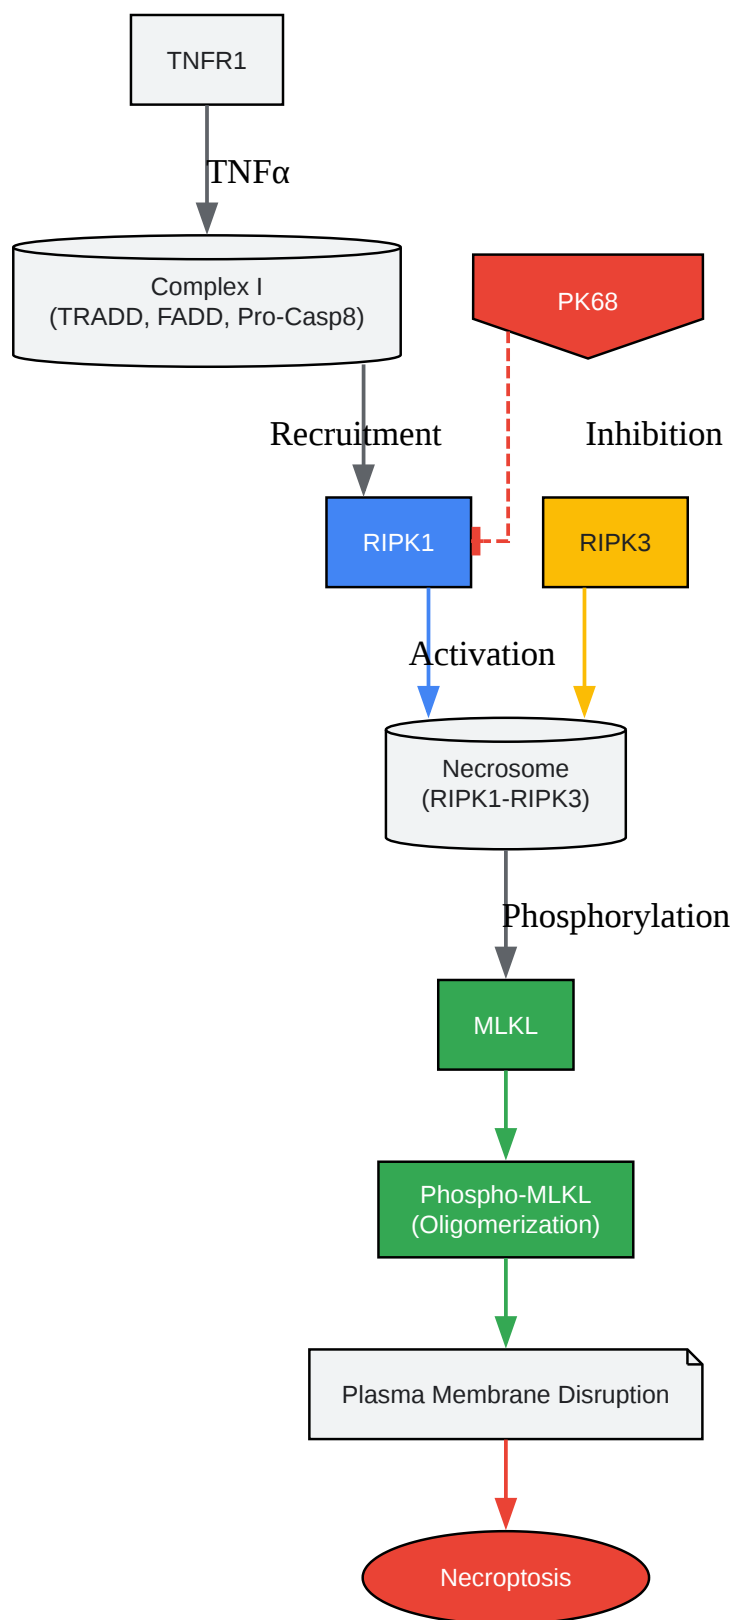 TNFR1
TNFα
Complex I
(TRADD, FADD, Pro-Casp8)
PK68
Recruitment
Inhibition
RIPK1
RIPK3
Activation
Necrosome
(RIPK1-RIPK3)
Phosphorylation
MLKL
Phospho-MLKL
(Oligomerization)
Plasma Membrane Disruption
Necroptosis